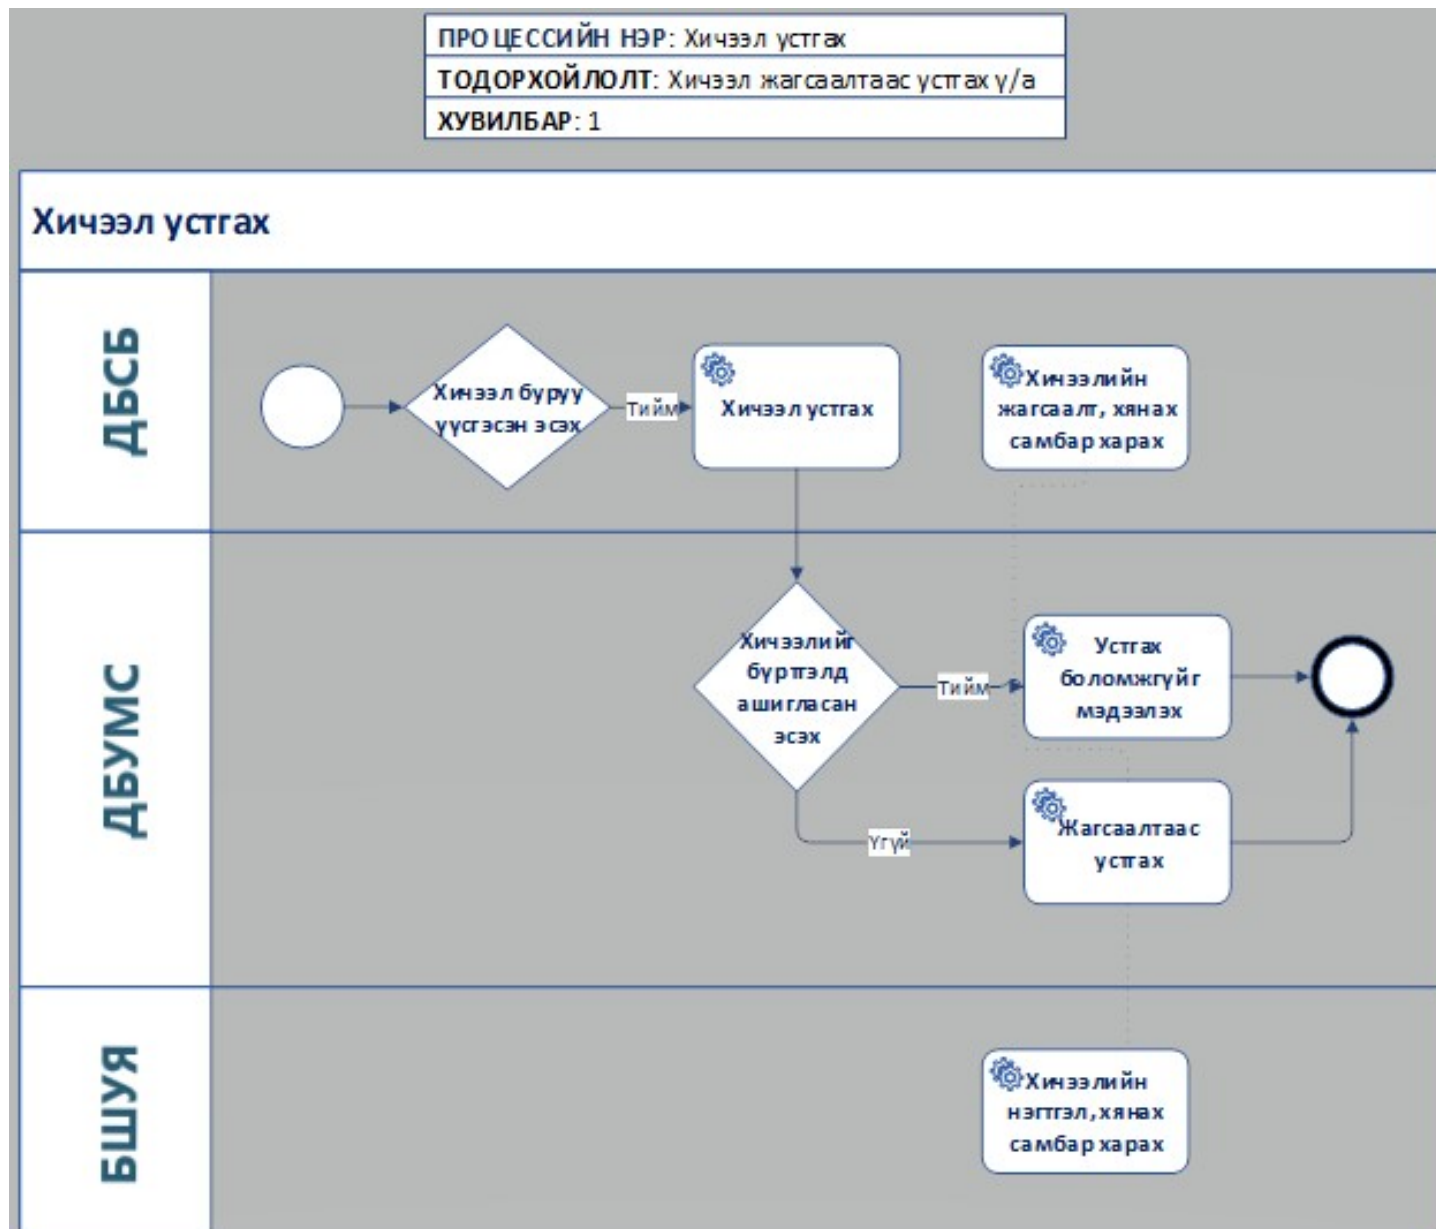 ПРОЦЕССИЙН НЭР: Хичээл устгах
ТОДОРХОЙЛОЛТ: Хичээл жагсаалтаас устгах ү/а
ХУВИЛБАР: 1
Хичээл устгах
ДБСБ
Хичээл буруу
үүсгэсэн эсэх
Тийм
Хичээл устгах
Хичээлийн
жагсаалт, хянах
самбар харах
ДБУМС
Хичээлийг
бүртгэлд
ашигласан
эсэх
Тийм
Устгах
боломжгүйг
мэдээлэх
Үгүй
Жагсаалтаас
устгах
БШУЯ
Хичээлийн
нэгтгэл, хянах
самбар харах